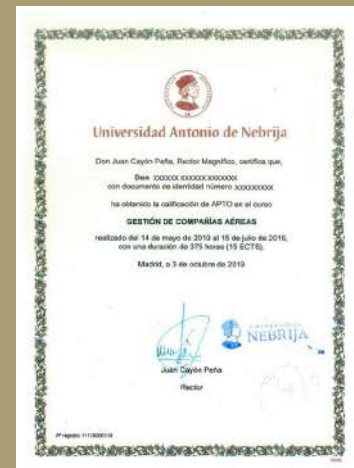 Universidad Antonio de Nebrija
Don Juan Cayón Peña, Rector Magnífico, certifica que,
Don XXXXXX XXXXXX XXXXXXX
con documento de identidad número XXXXXXXXX
ha obtenido la calificación de APTO en el curso
GESTIÓN DE COMPAÑÍAS AÉREAS
realizado del 14 de mayo de 2019 al 15 de julio de 2019,
con una duración de 375 horas (15 ECTS).
Madrid, a 3 de octubre de 2019
UNIVERSIDAD
NEBRIJA
Juan Cayón Peña
Rector
Nº registro